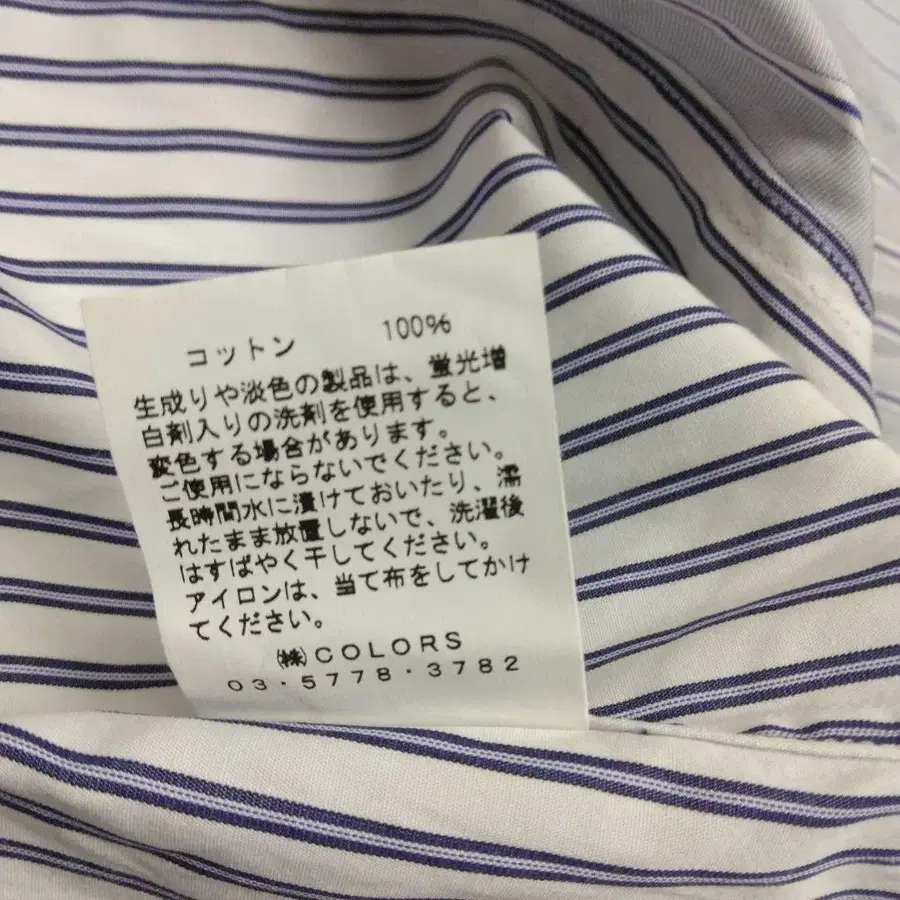 コットン 100%
生成りや淡色の製品は、蛍光増
白剤入りの洗剤を使用すると、
変色する場合があります。
ご使用にならないでください。
長時間水に漬けておいたり、濡
れたまま放置しないで、洗濯後
はすばやく干してください。
アイロンは、当て布をしてかけ
てください。
㈱COLORS
03・5778・3782